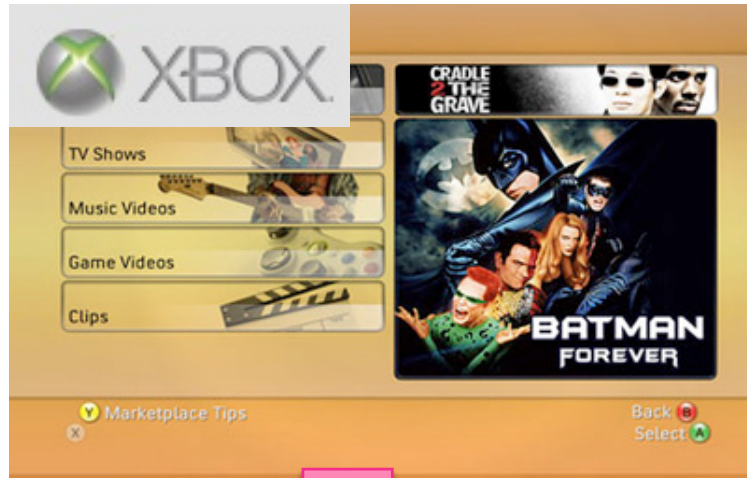 XBOX
CRADLE
2 THE
GRAVE
TV Shows
Music Videos
Game Videos
Clips
BATMAN
FOREVER
Y Marketplace Tips
X
Back B
Select A